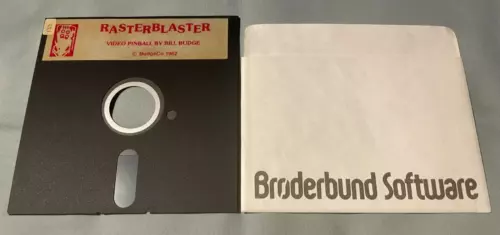 RASTERBLASTER
VIDEO PINBALL BY BILL BUDGE
© BudgeCo 1982
Brøderbund Software